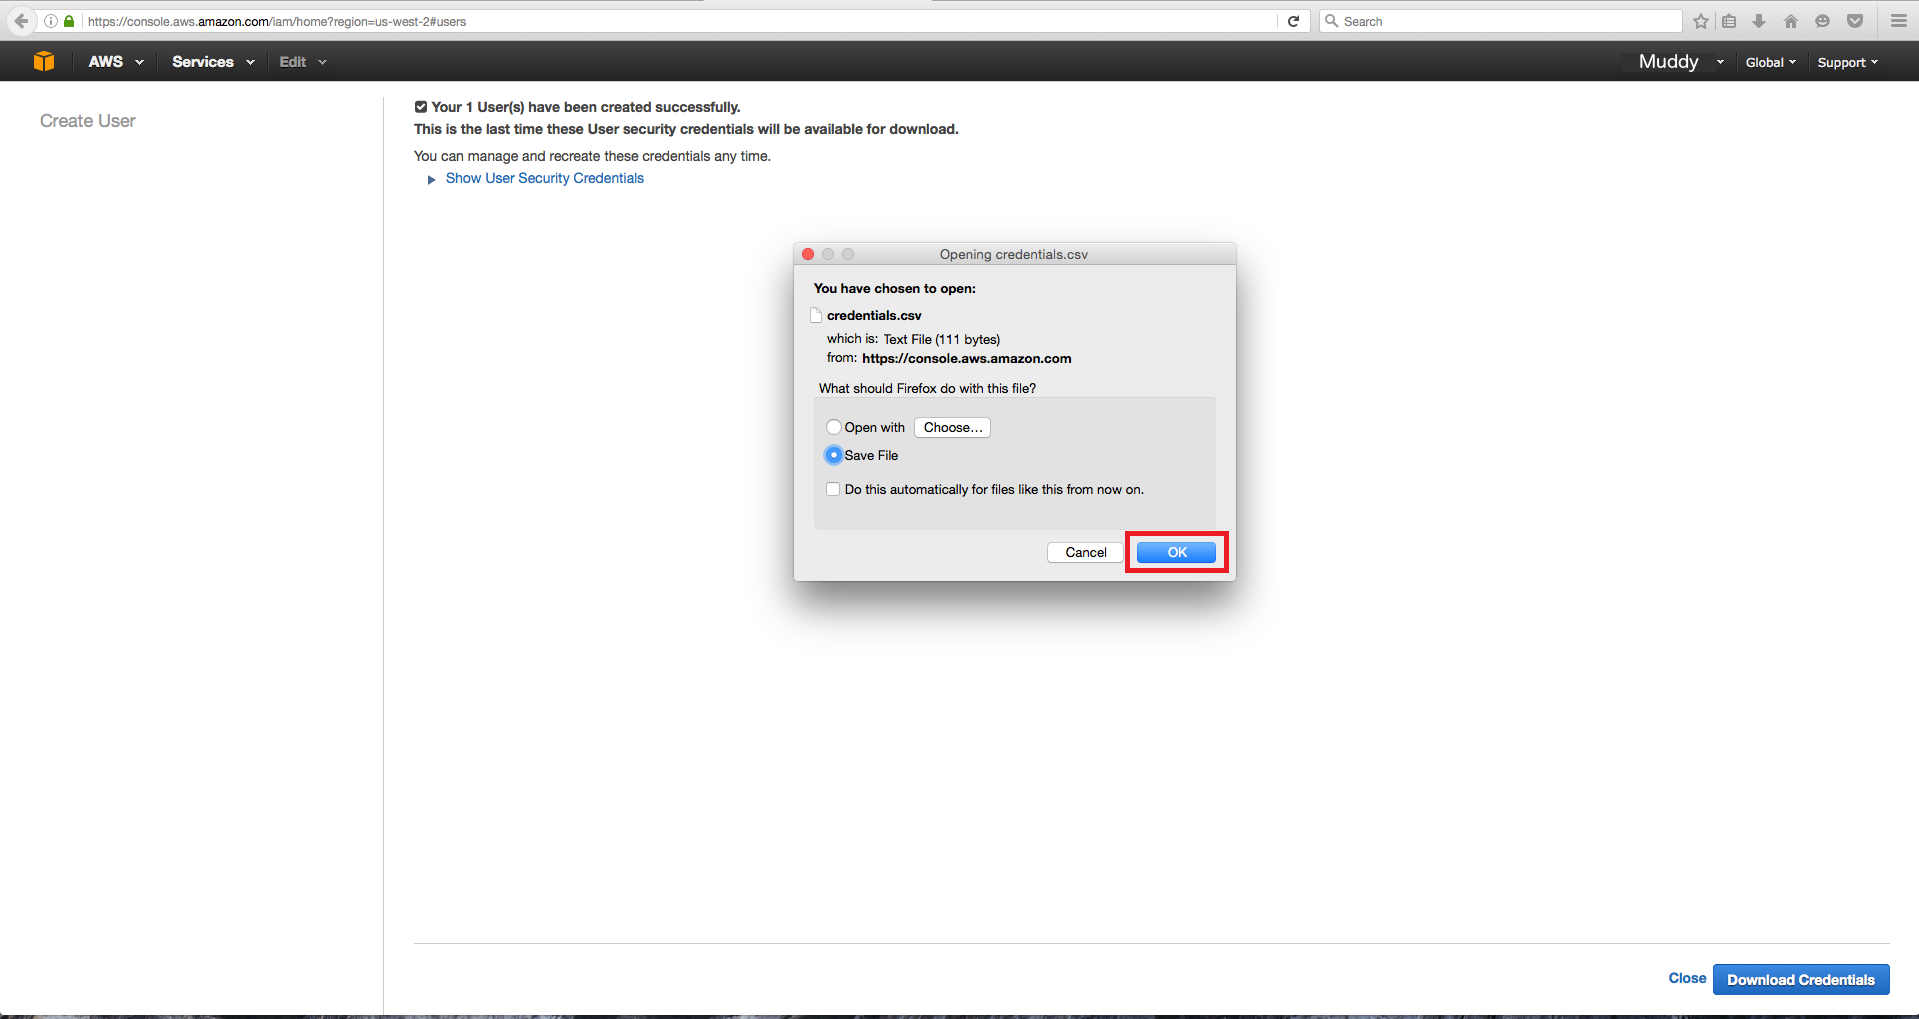 https://console.aws.amazon.com/iam/home?region=us-west-2#users
Search
AWS Services Edit Muddy Global Support
Create User
Your 1 User(s) have been created successfully.
This is the last time these User security credentials will be available for download.
You can manage and recreate these credentials any time.
Show User Security Credentials
Opening credentials.csv
You have chosen to open:
credentials.csv
which is: Text File (111 bytes)
from: https://console.aws.amazon.com
What should Firefox do with this file?
Open with Choose...
Save File
Do this automatically for files like this from now on.
Cancel OK
Close Download Credentials